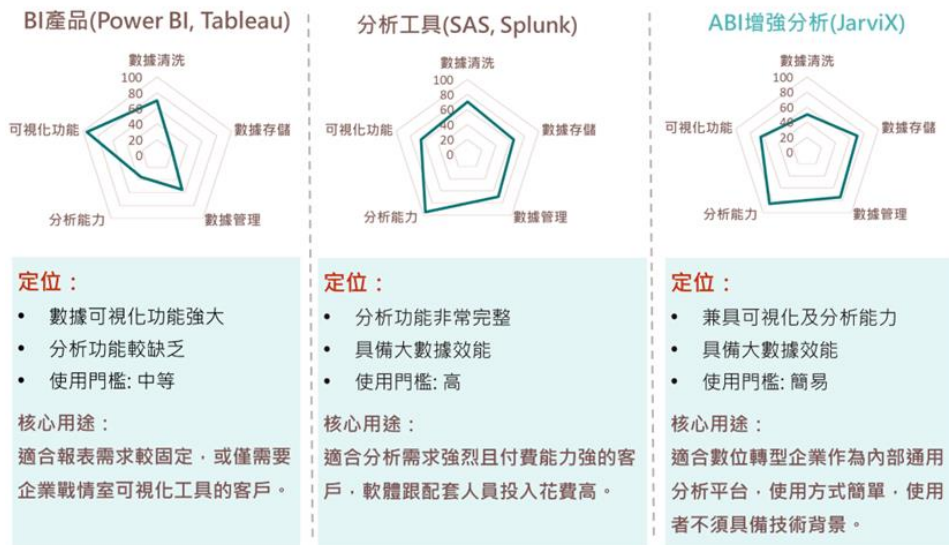 BI產品(Power BI, Tableau)
數據清洗
100
80
60
40
20
0
可視化功能
數據存儲
分析能力
數據管理
定位：
• 數據可視化功能強大
• 分析功能較缺乏
• 使用門檻: 中等
核心用途：
適合報表需求較固定，或僅需要
企業戰情室可視化工具的客戶。
分析工具(SAS, Splunk)
數據清洗
100
80
60
40
20
0
可視化功能
數據存儲
分析能力
數據管理
定位：
• 分析功能非常完整
• 具備大數據效能
• 使用門檻: 高
核心用途：
適合分析需求強烈且付費能力強的客
戶，軟體跟配套人員投入花費高。
ABI增強分析(JarviX)
數據清洗
100
80
60
40
20
0
可視化功能
數據存儲
分析能力
數據管理
定位：
• 兼具可視化及分析能力
• 具備大數據效能
• 使用門檻: 簡易
核心用途：
適合數位轉型企業作為內部通用
分析平台，使用方式簡單，使用
者不須具備技術背景。